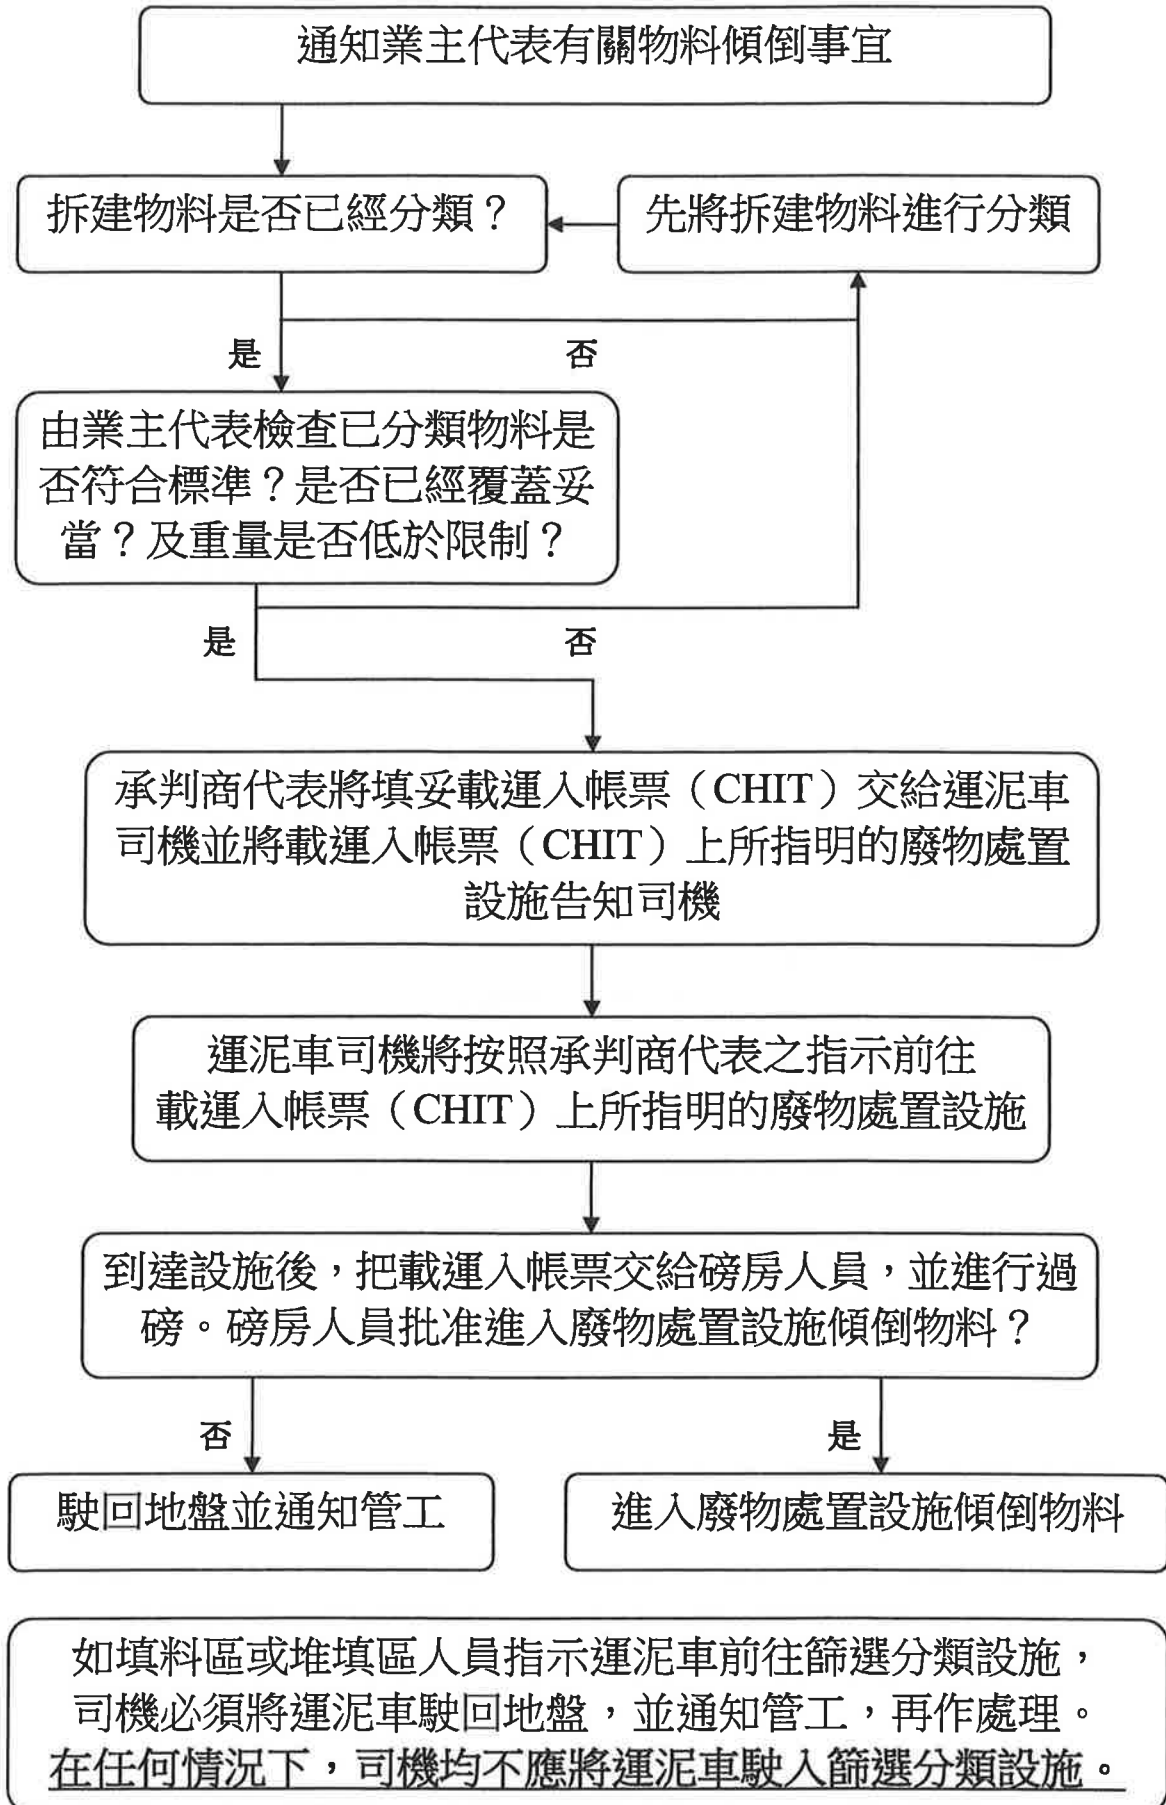 通知業主代表有關物料傾倒事宜
拆建物料是否已經分類？
先將拆建物料進行分類
是
否
由業主代表檢查已分類物料是
否符合標準？是否已經覆蓋妥
當？及重量是否低於限制？
是
否
承判商代表將填妥載運入帳票（CHIT）交給運泥車
司機並將載運入帳票（CHIT）上所指明的廢物處置
設施告知司機
運泥車司機將按照承判商代表之指示前往
載運入帳票（CHIT）上所指明的廢物處置設施
到達設施後，把載運入帳票交給磅房人員，並進行過
磅。磅房人員批准進入廢物處置設施傾倒物料？
否
是
駛回地盤並通知管工
進入廢物處置設施傾倒物料
如填料區或堆填區人員指示運泥車前往篩選分類設施，
司機必須將運泥車駛回地盤，並通知管工，再作處理。
在任何情況下，司機均不應將運泥車駛入篩選分類設施。